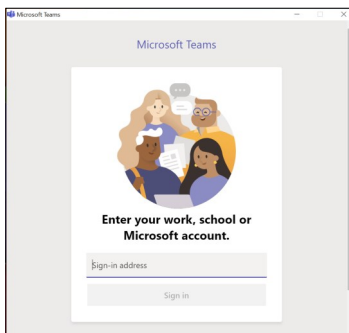 Microsoft Teams
Microsoft Teams
Enter your work, school or
Microsoft account.
Sign-in address
Sign in